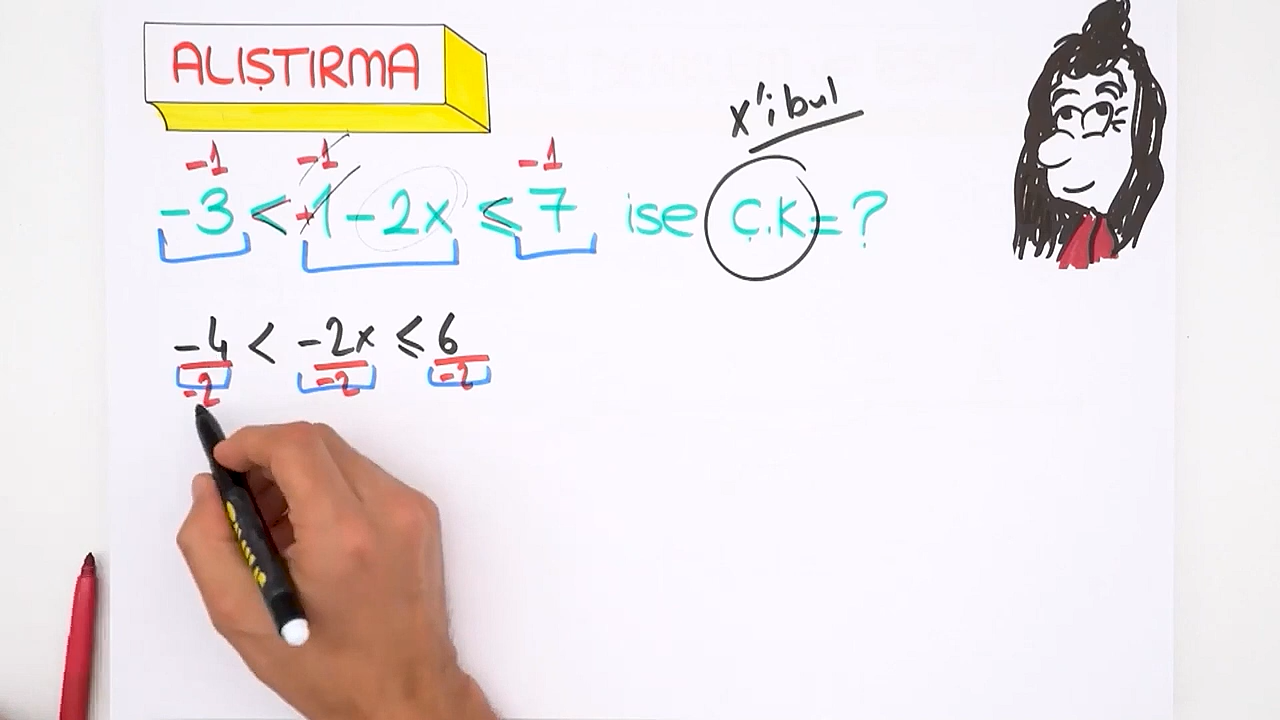 ALIŞTIRMA
x'i bul
-1 -1 -1
-3 < +1 - 2x ≤ 7 ise Ç.K = ?
-4 < -2x ≤ 6
-2 -2 -2